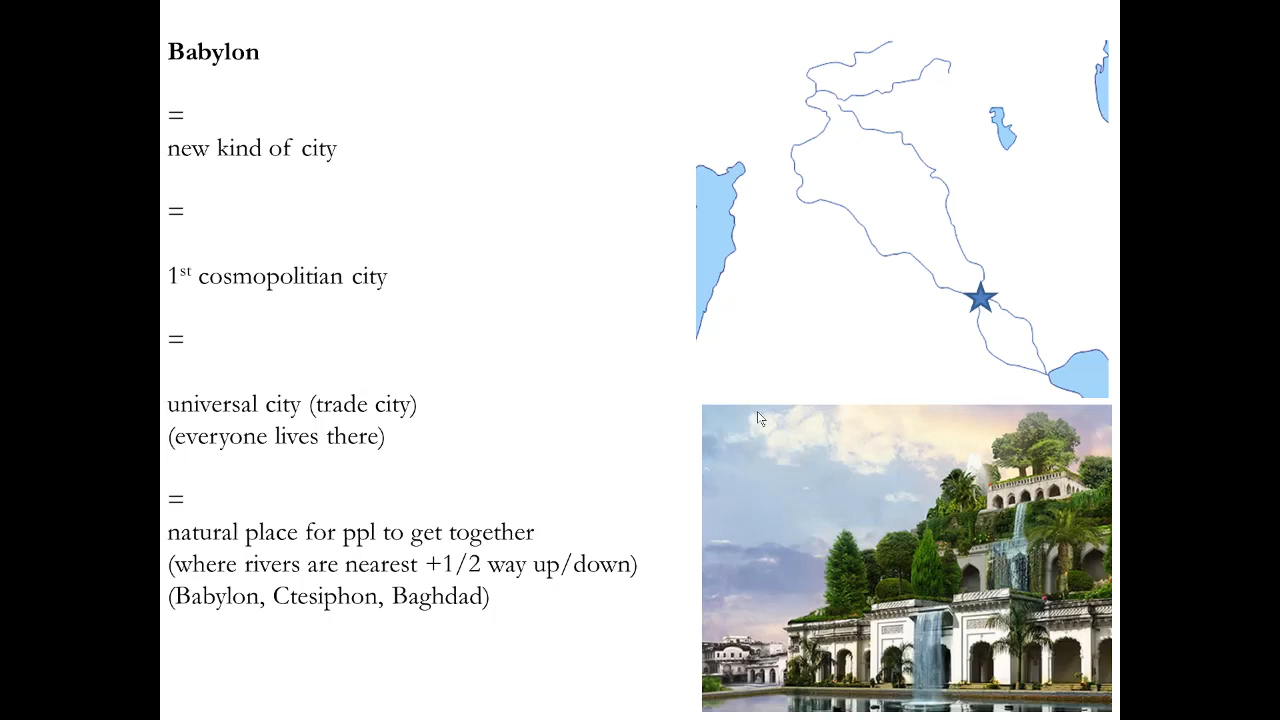 Babylon
=
new kind of city
=
1st cosmopolitian city
=
universal city (trade city)
(everyone lives there)
=
natural place for ppl to get together
(where rivers are nearest +1/2 way up/down)
(Babylon, Ctesiphon, Baghdad)